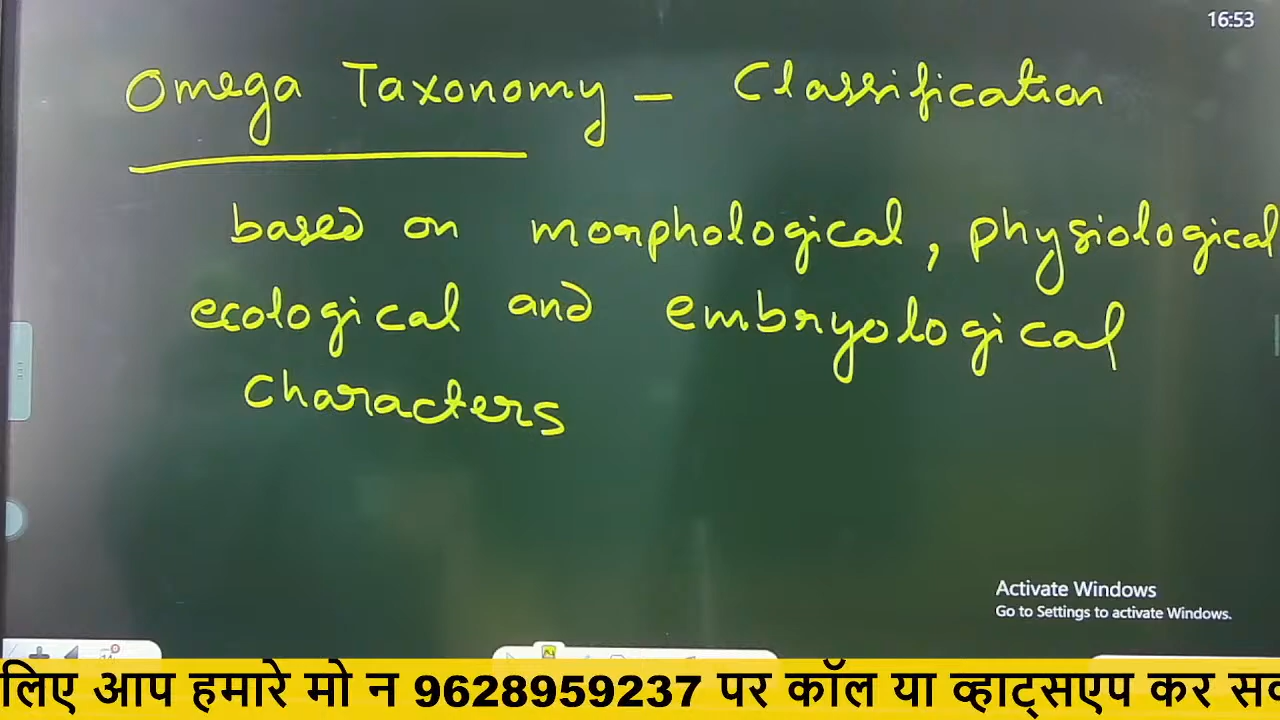 16:53
Omega Taxonomy - Classification
based on morphological, physiological
ecological and embryological
characters
Activate Windows
Go to Settings to activate Windows.
लिए आप हमारे मो न 9628959237 पर कॉल या व्हाट्सएप कर सक